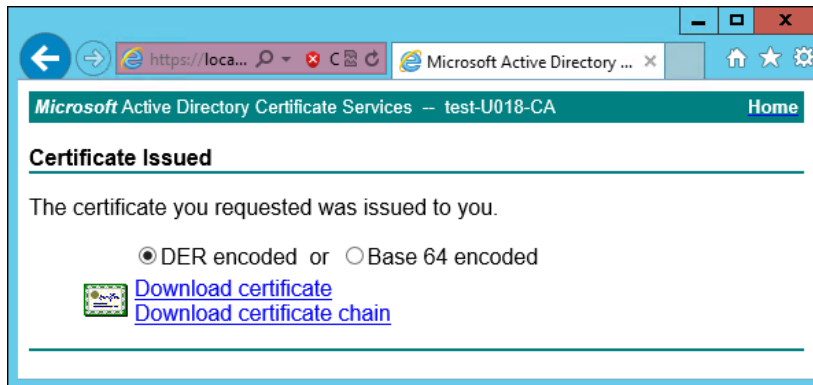 https://loca... C
Microsoft Active Directory ...
Microsoft Active Directory Certificate Services -- test-U018-CA Home
Certificate Issued
The certificate you requested was issued to you.
DER encoded or Base 64 encoded
Download certificate
Download certificate chain